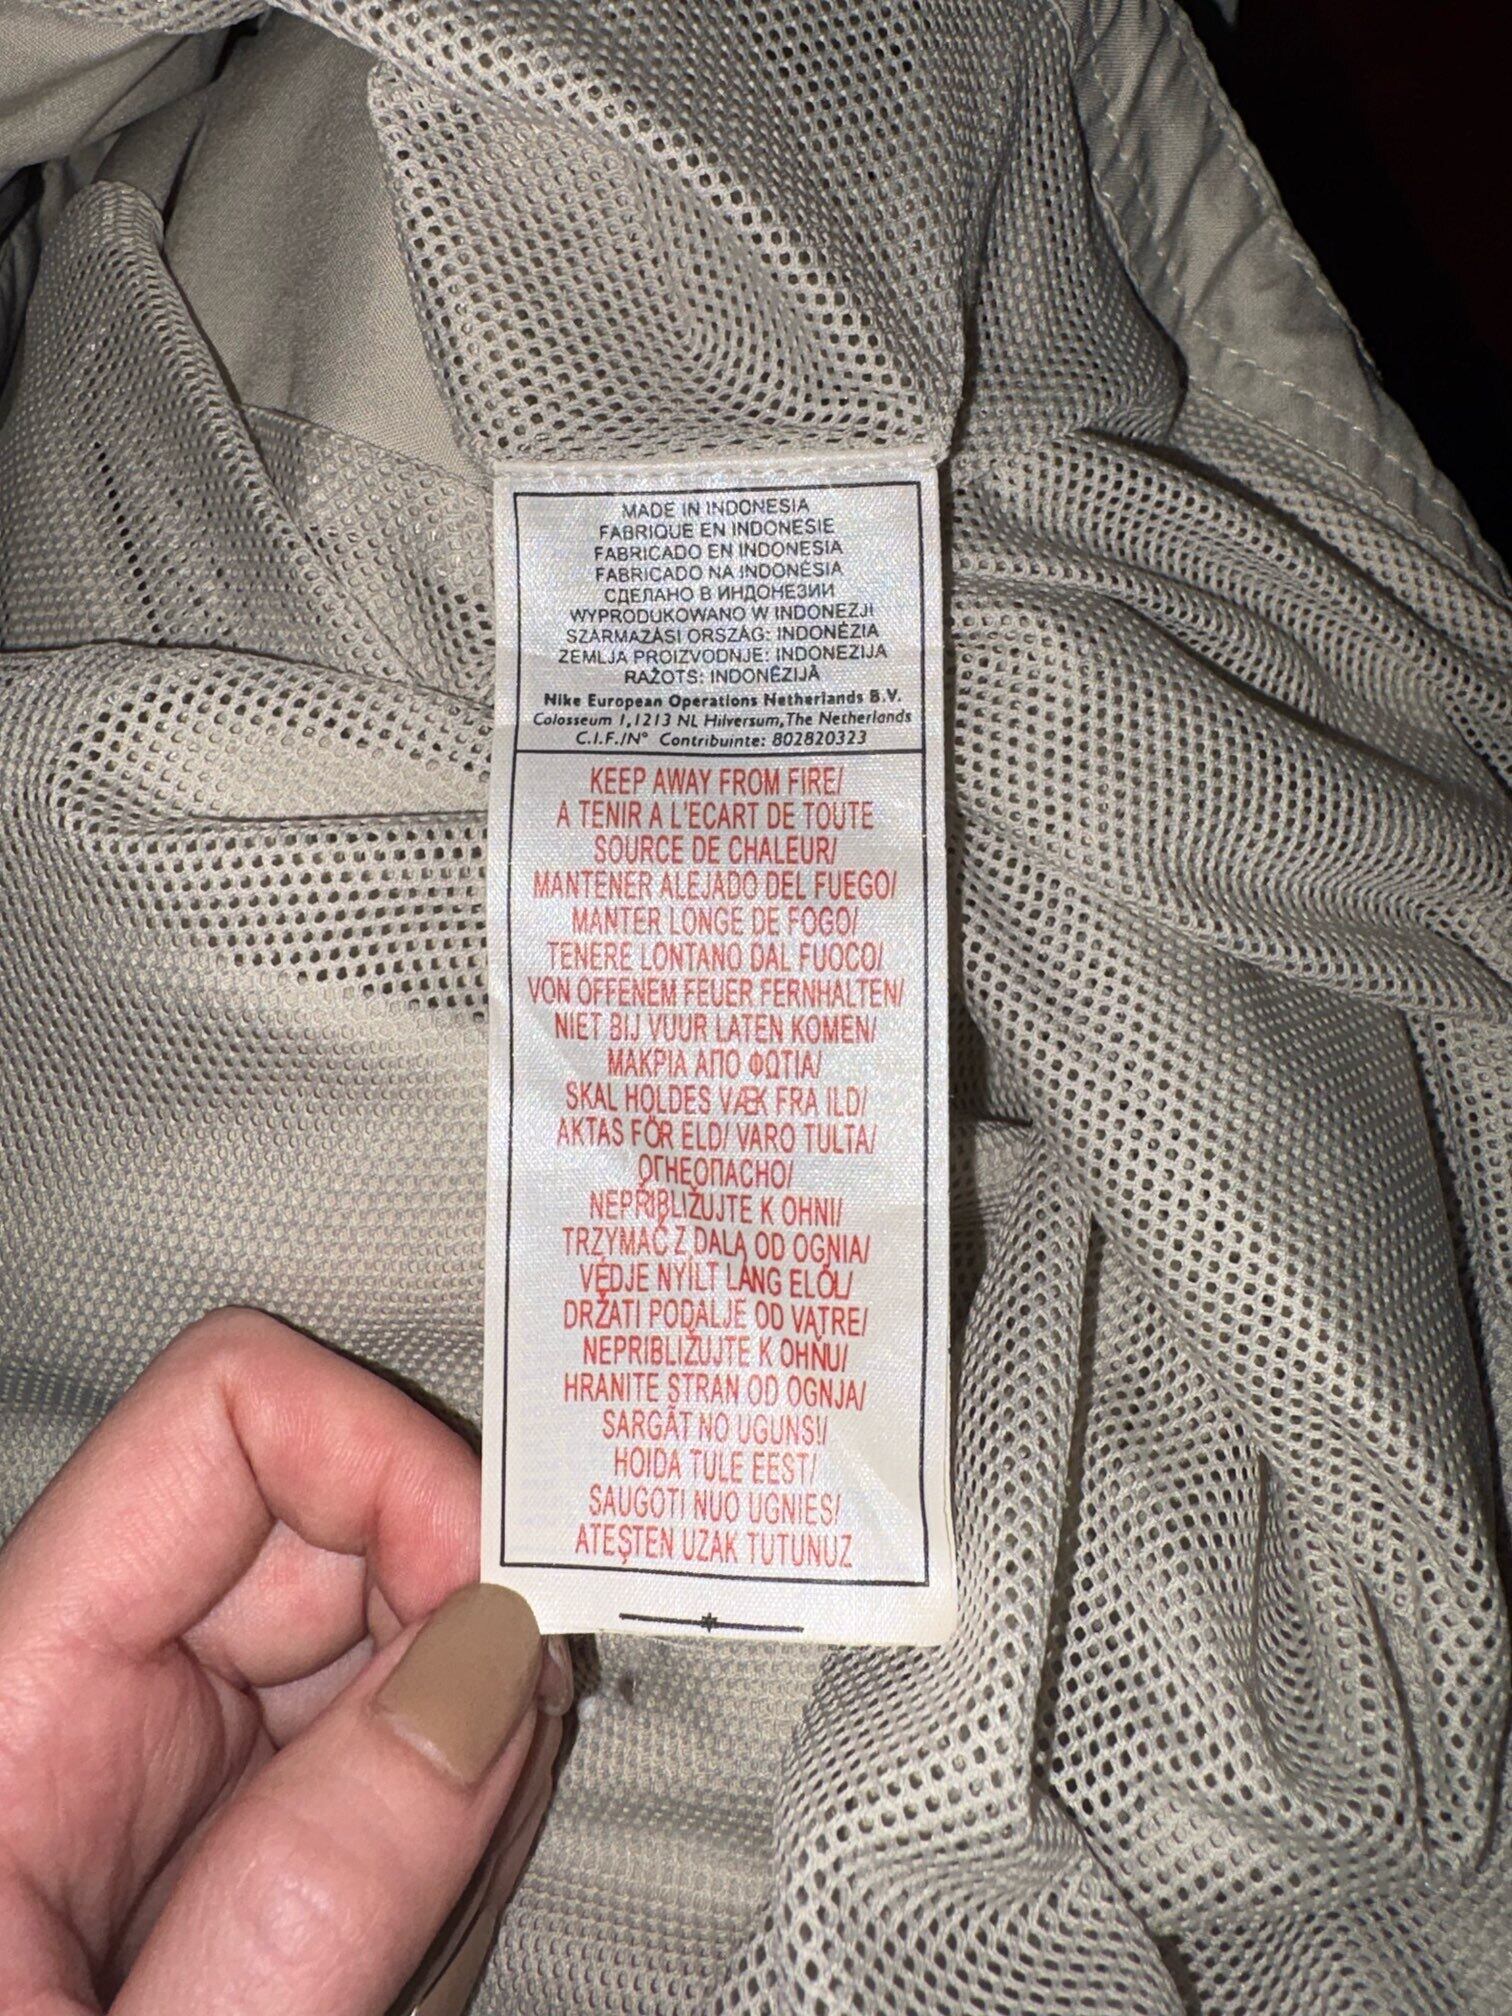 MADE IN INDONESIA
FABRIQUE EN INDONESIE
FABRICADO EN INDONESIA
FABRICADO NA INDONÉSIA
СДЕЛАНО В ИНДОНЕЗИИ
WYPRODUKOWANO W INDONEZJI
SZÁRMAZÁSI ORSZÁG: INDONÉZIA
ZEMLJA PROIZVODNJE: INDONEZIJA
RAŽOTS: INDONĒZIJĀ
Nike European Operations Netherlands B.V.
Colosseum 1,1213 NL Hilversum,The Netherlands
C.I.F./N° Contribuinte: 802820323
KEEP AWAY FROM FIRE/
A TENIR A L'ECART DE TOUTE
SOURCE DE CHALEUR/
MANTENER ALEJADO DEL FUEGO/
MANTER LONGE DE FOGO/
TENERE LONTANO DAL FUOCO/
VON OFFENEM FEUER FERNHALTEN/
NIET BIJ VUUR LATEN KOMEN/
ΜΑΚΡΙΑ ΑΠΟ ΦΩΤΙΑ/
SKAL HOLDES VÆK FRA ILD/
AKTAS FÖR ELD/ VARO TULTA/
ОГНЕОПАСНО/
NEPŘIBLIŽUJTE K OHNI/
TRZYMAĆ Z DALA OD OGNIA/
VÉDJE NYÍLT LÁNG ELŐL/
DRŽATI PODALJE OD VATRE/
NEPRIBLIŽUJTE K OHŇU/
HRANITE STRAN OD OGNJA/
SARGĀT NO UGUNS!/
HOIDA TULE EEST/
SAUGOTI NUO UGNIES/
ATEŞTEN UZAK TUTUNUZ